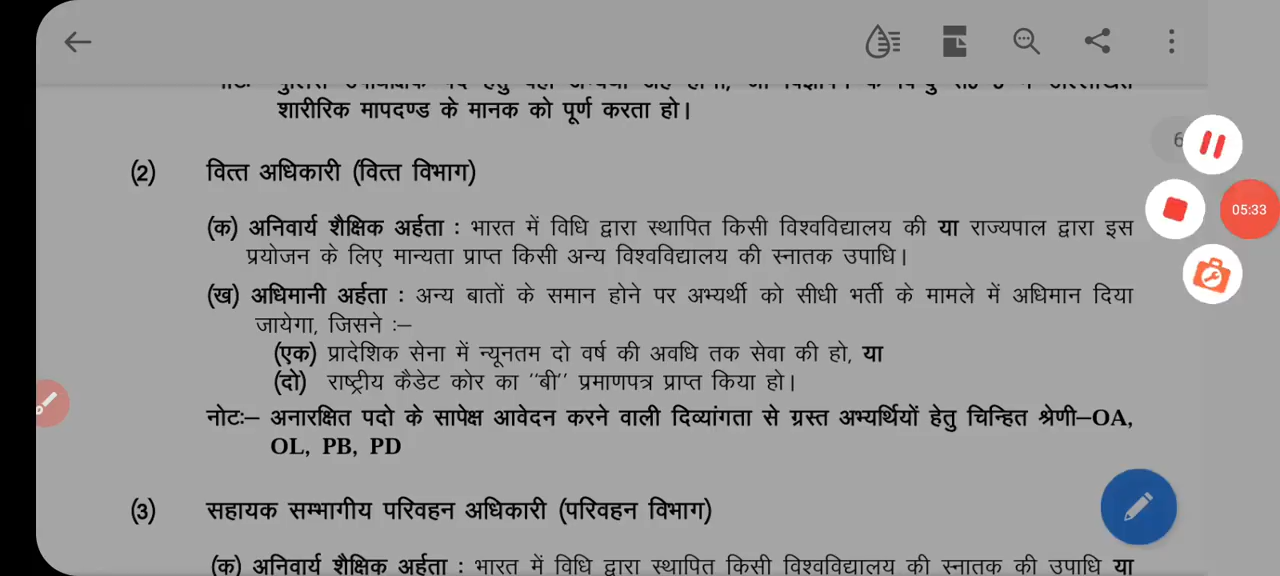 शारीरिक मापदण्ड के मानक को पूर्ण करता हो।
6
(2) वित्त अधिकारी (वित्त विभाग)
05:33
(क) अनिवार्य शैक्षिक अर्हता : भारत में विधि द्वारा स्थापित किसी विश्वविद्यालय की या राज्यपाल द्वारा इस
प्रयोजन के लिए मान्यता प्राप्त किसी अन्य विश्वविद्यालय की स्नातक उपाधि।
(ख) अधिमानी अर्हता : अन्य बातों के समान होने पर अभ्यर्थी को सीधी भर्ती के मामले में अधिमान दिया
जायेगा, जिसने :–
(एक) प्रादेशिक सेना में न्यूनतम दो वर्ष की अवधि तक सेवा की हो, या
(दो) राष्ट्रीय कैडेट कोर का ''बी'' प्रमाणपत्र प्राप्त किया हो।
नोटः– अनारक्षित पदो के सापेक्ष आवेदन करने वाली दिव्यांगता से ग्रस्त अभ्यर्थियों हेतु चिन्हित श्रेणी–OA,
OL, PB, PD
(3) सहायक सम्भागीय परिवहन अधिकारी (परिवहन विभाग)
(क) अनिवार्य शैक्षिक अर्हता : भारत में विधि द्वारा स्थापित किसी विश्वविद्यालय की स्नातक की उपाधि या